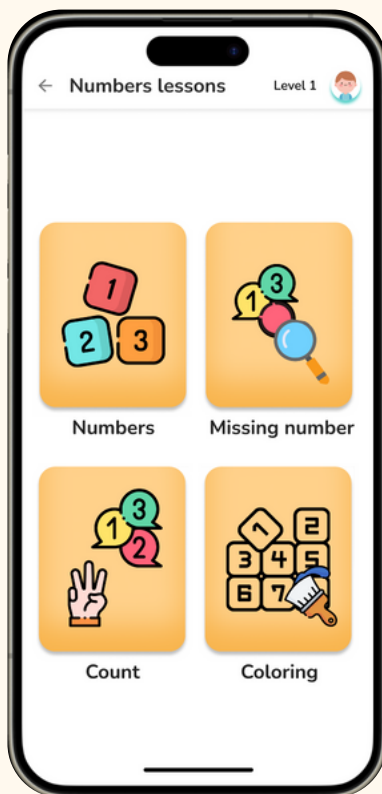 ← Numbers lessons Level 1
1
2 3
3
1
Numbers Missing number
3
1
2
1 2
3 4 5
6 7
Count Coloring